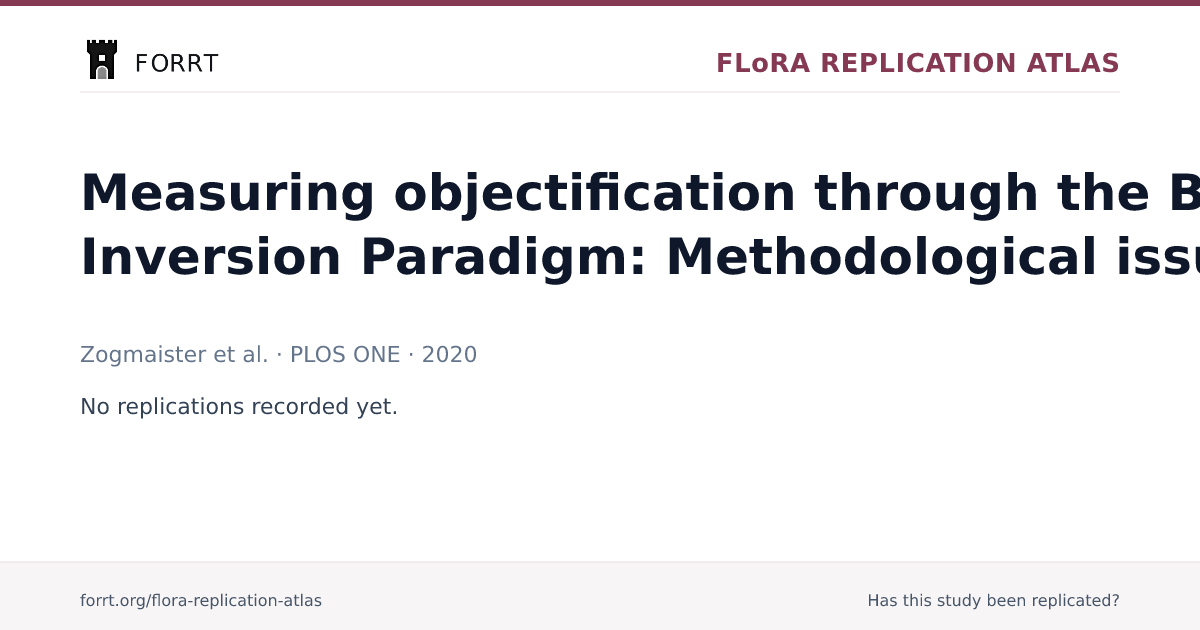 FORRT
FLoRA REPLICATION ATLAS
Measuring objectification through the
Inversion Paradigm: Methodological
Zogmaister et al. · PLOS ONE · 2020
No replications recorded yet.
forrt.org/flora-replication-atlas
Has this study been replicated?